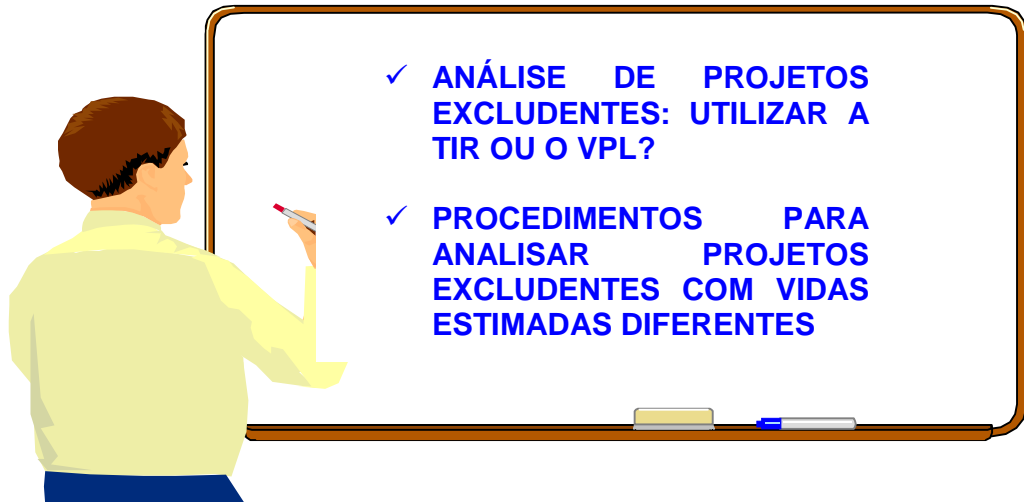 ✓ ANÁLISE DE PROJETOS
EXCLUDENTES: UTILIZAR A
TIR OU O VPL?
✓ PROCEDIMENTOS PARA
ANALISAR PROJETOS
EXCLUDENTES COM VIDAS
ESTIMADAS DIFERENTES